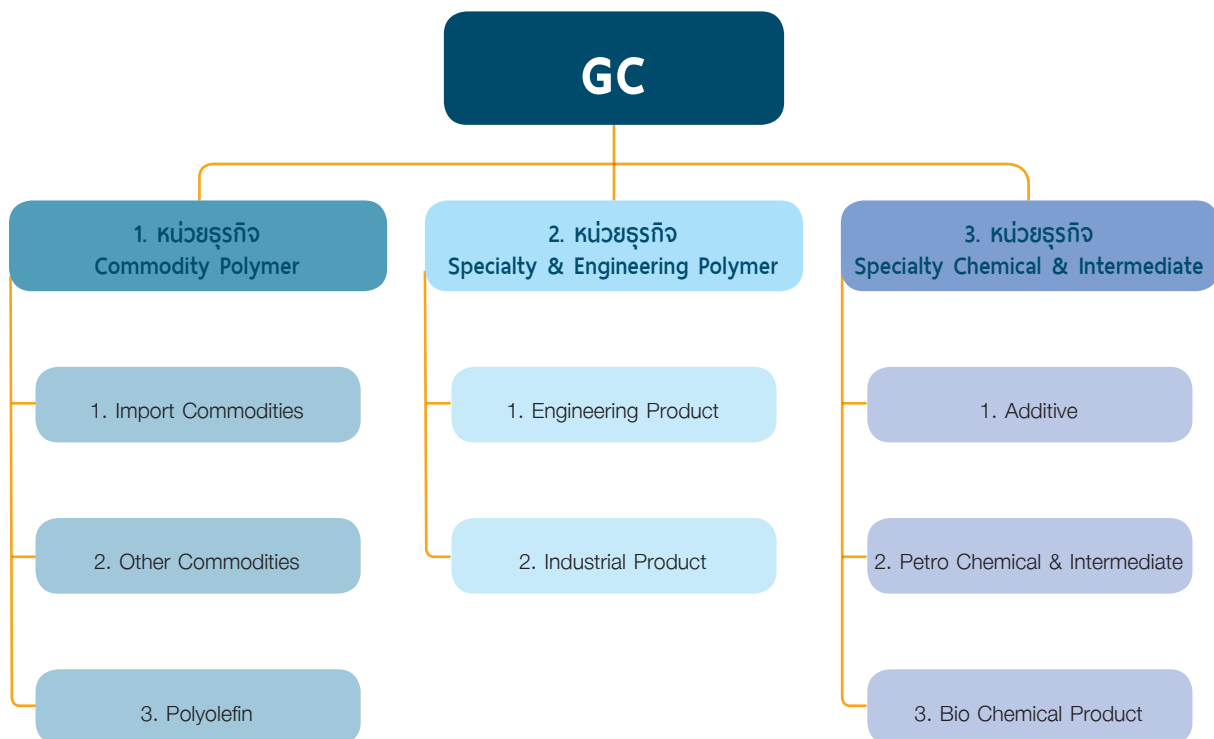 GC
1. หน่วยธุรกิจ
Commodity Polymer
1. Import Commodities
2. Other Commodities
3. Polyolefin
2. หน่วยธุรกิจ
Specialty & Engineering Polymer
1. Engineering Product
2. Industrial Product
3. หน่วยธุรกิจ
Specialty Chemical & Intermediate
1. Additive
2. Petro Chemical & Intermediate
3. Bio Chemical Product